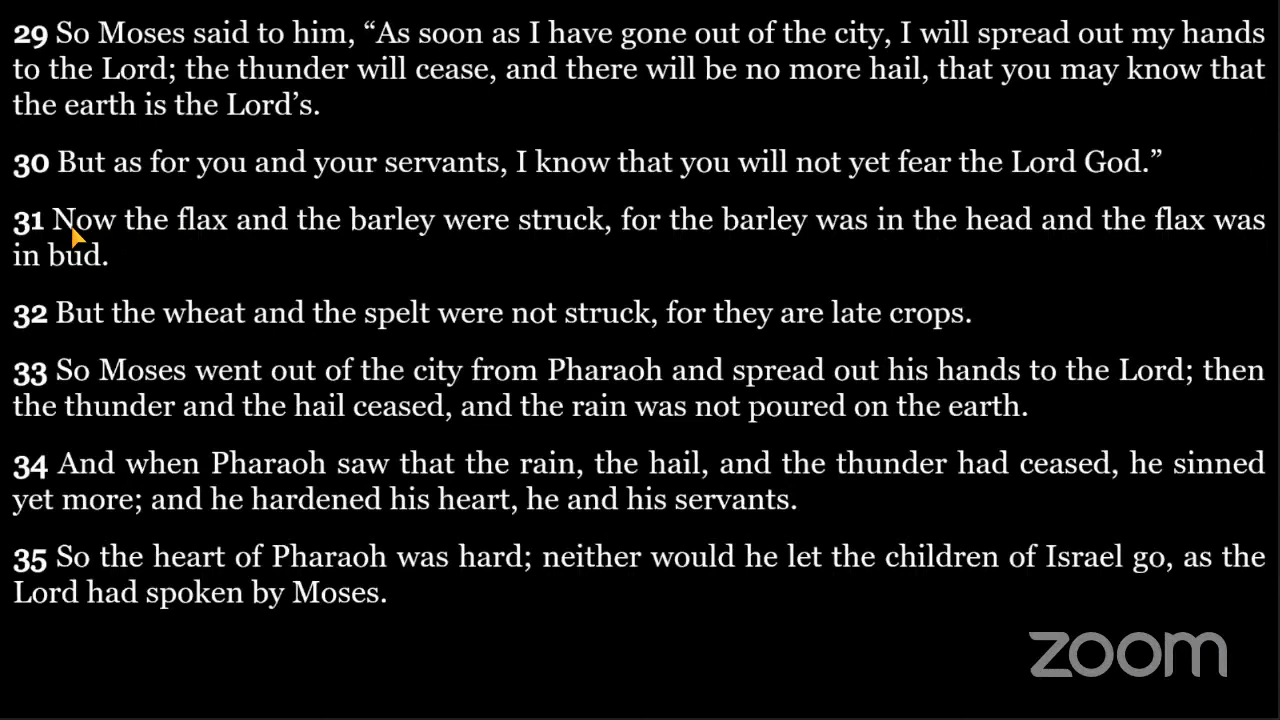 29 So Moses said to him, “As soon as I have gone out of the city, I will spread out my hands
to the Lord; the thunder will cease, and there will be no more hail, that you may know that
the earth is the Lord’s.
30 But as for you and your servants, I know that you will not yet fear the Lord God.”
31 Now the flax and the barley were struck, for the barley was in the head and the flax was
in bud.
32 But the wheat and the spelt were not struck, for they are late crops.
33 So Moses went out of the city from Pharaoh and spread out his hands to the Lord; then
the thunder and the hail ceased, and the rain was not poured on the earth.
34 And when Pharaoh saw that the rain, the hail, and the thunder had ceased, he sinned
yet more; and he hardened his heart, he and his servants.
35 So the heart of Pharaoh was hard; neither would he let the children of Israel go, as the
Lord had spoken by Moses.
zoom